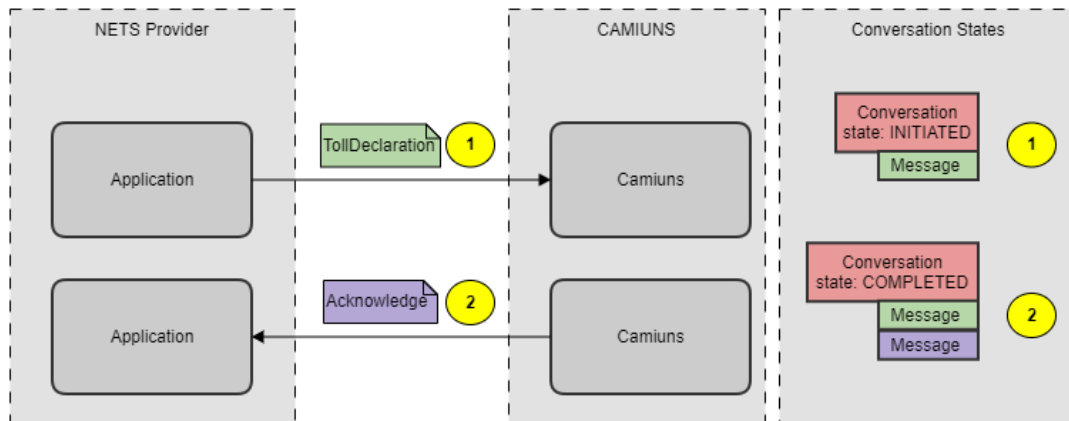 NETS Provider
CAMIUNS
Conversation States
Application
TollDeclaration
1
Camiuns
Conversation
state: INITIATED
Message
1
Application
Acknowledge
2
Camiuns
Conversation
state: COMPLETED
Message
Message
2